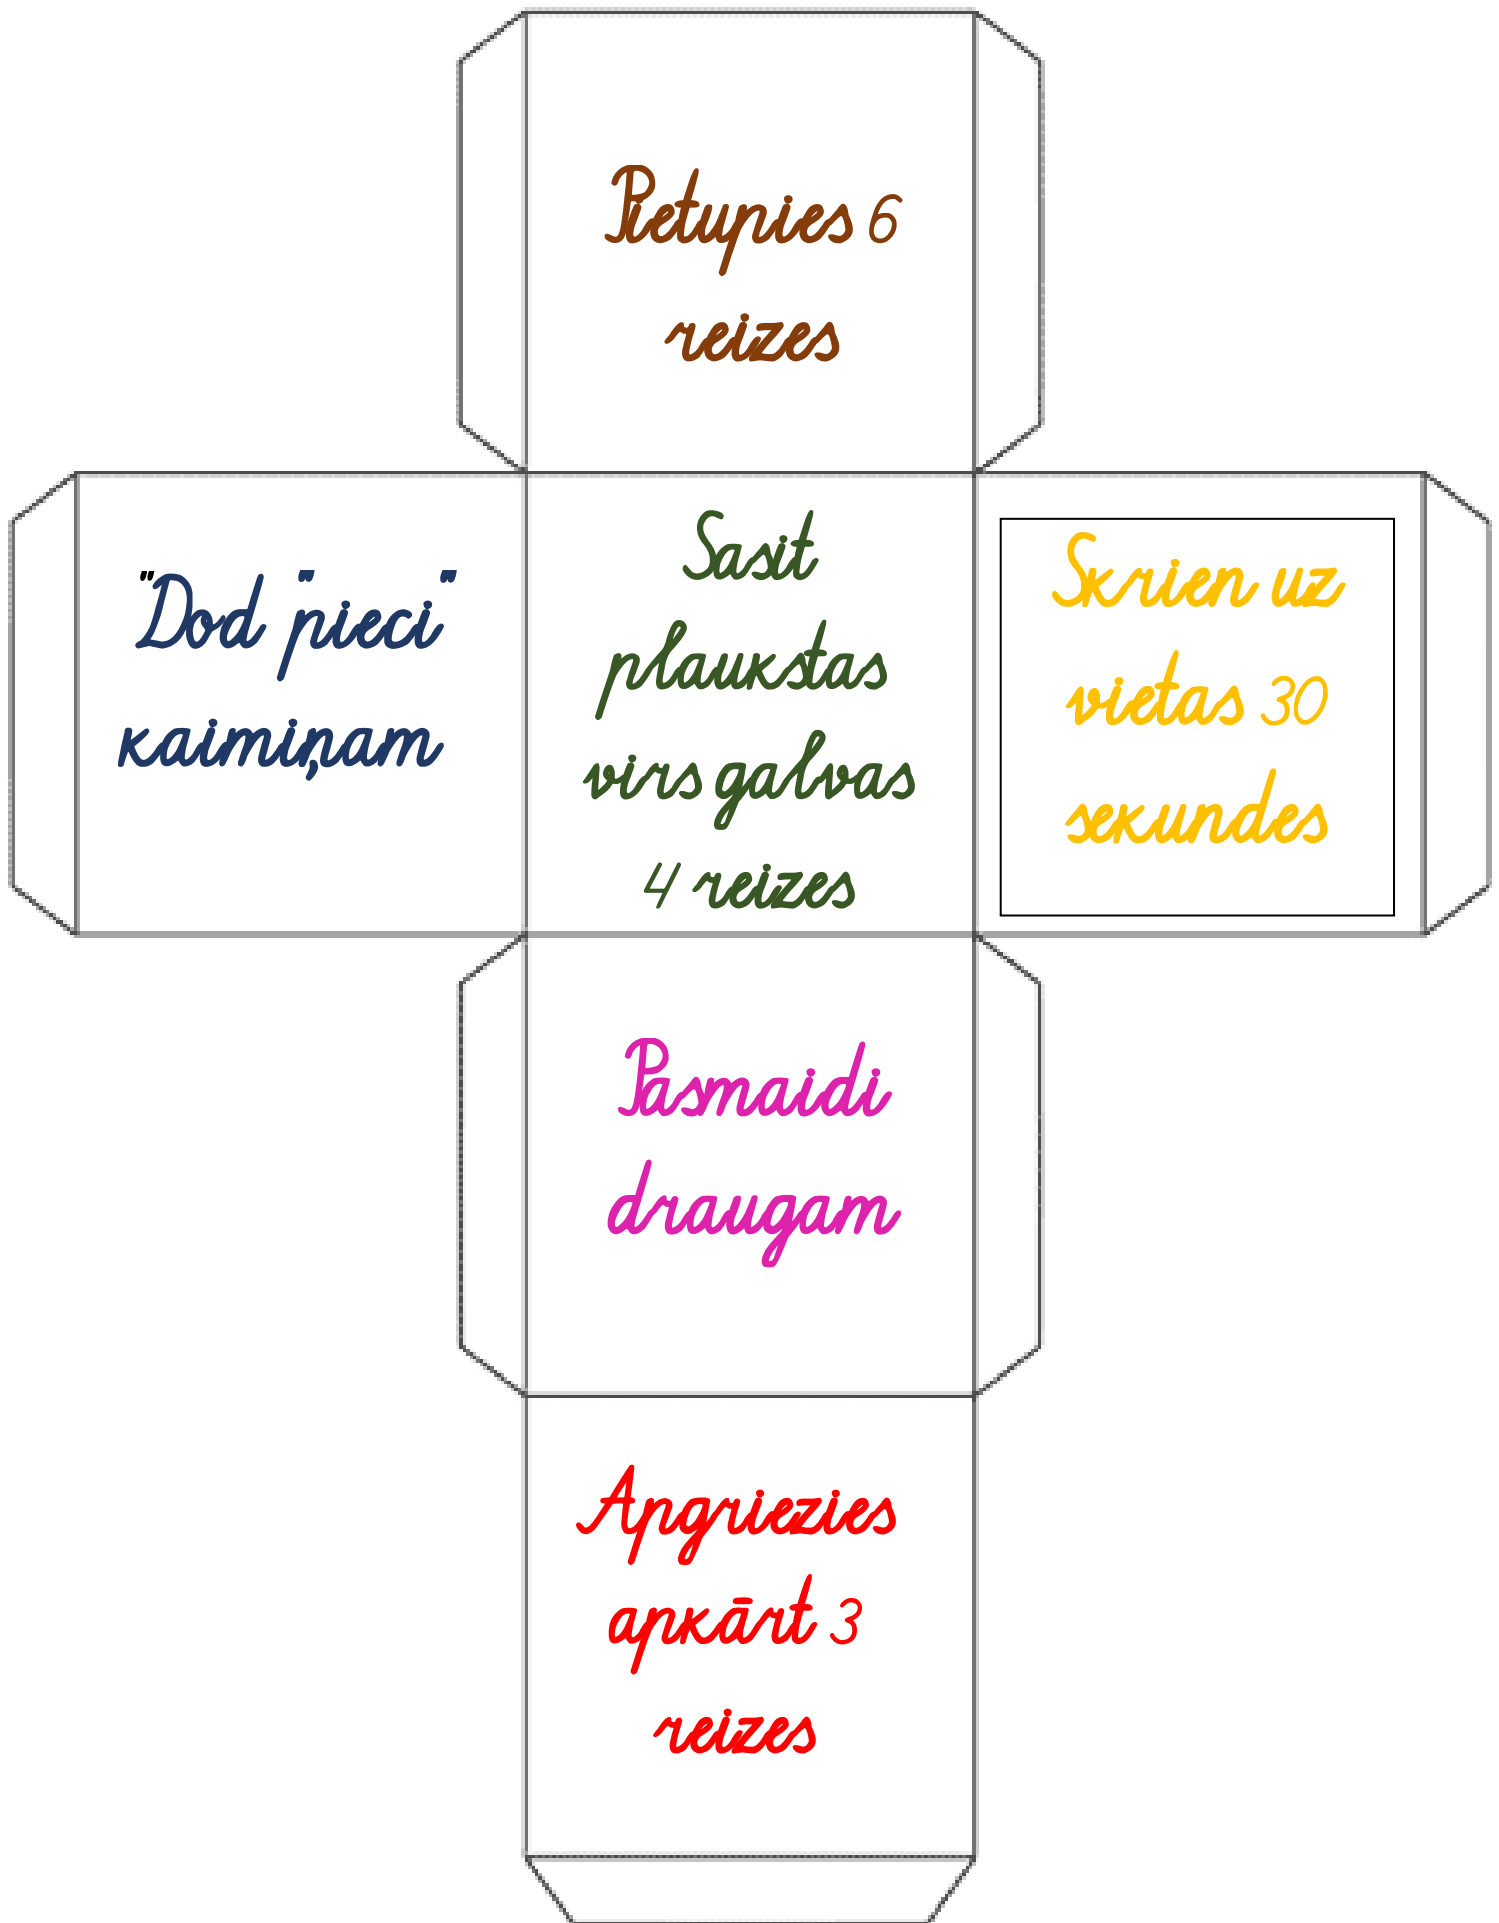 Pietupies 6
reizes
"Dod "pieci"
kaimiņam
Sasit
plaukstas
virs galvas
4 reizes
Skrien uz
vietas 30
sekundes
Pasmaidi
draugam
Apgriezies
apkārt 3
reizes